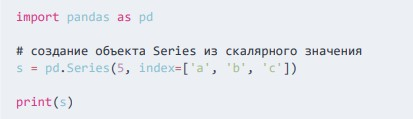 import pandas as pd
# создание объекта Series из скалярного значения
s = pd.Series(5, index=['a', 'b', 'c'])
print(s)